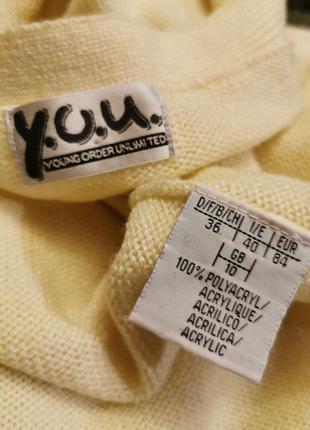 Y.O.U.
YOUNG ORDER UNLIMITED
D/F/B/CH I/E EUR
36 40 84
GB
10
100% POLYACRYL/
ACRYLIQUE/
ACRILICO/
ACRILICA/
ACRYLIC